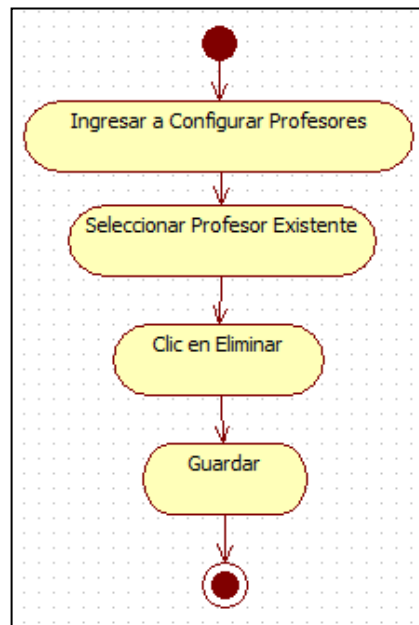 Ingresar a Configurar Profesores
Seleccionar Profesor Existente
Clic en Eliminar
Guardar